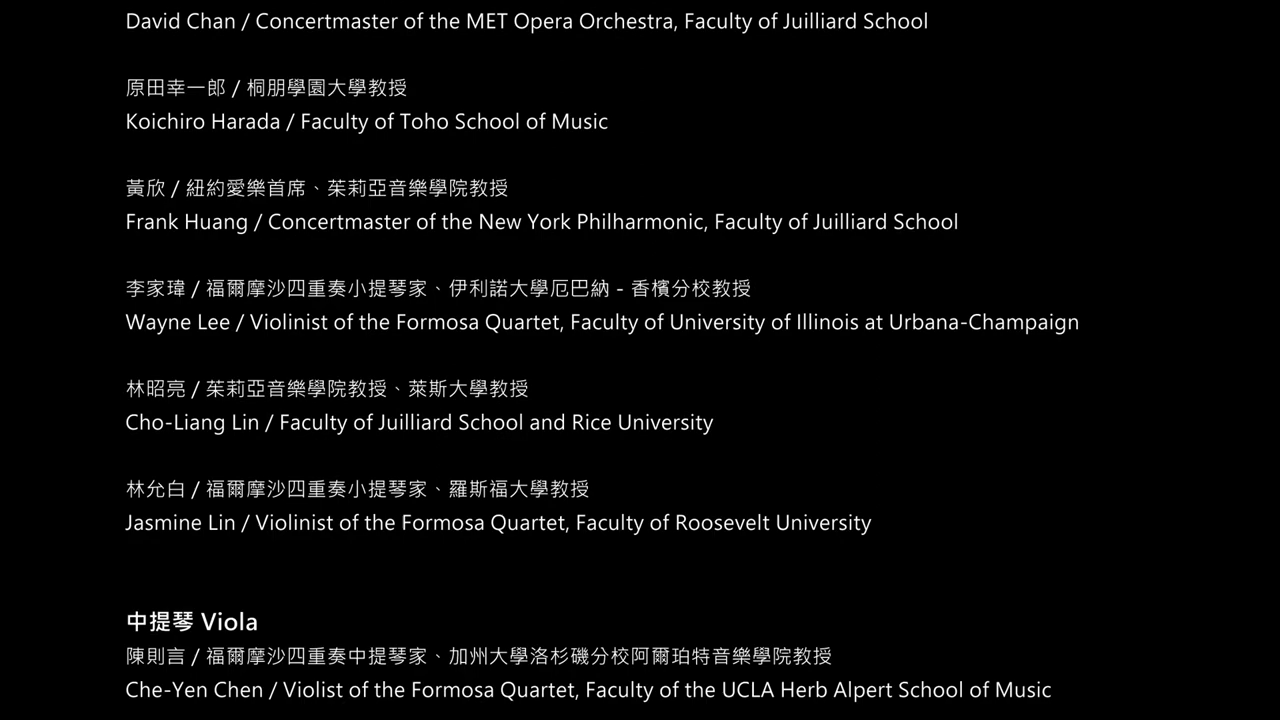 David Chan / Concertmaster of the MET Opera Orchestra, Faculty of Juilliard School
原田幸一郎 / 桐朋學園大學教授
Koichiro Harada / Faculty of Toho School of Music
黃欣 / 紐約愛樂首席、茱莉亞音樂學院教授
Frank Huang / Concertmaster of the New York Philharmonic, Faculty of Juilliard School
李家瑋 / 福爾摩沙四重奏小提琴家、伊利諾大學厄巴納 - 香檳分校教授
Wayne Lee / Violinist of the Formosa Quartet, Faculty of University of Illinois at Urbana-Champaign
林昭亮 / 茱莉亞音樂學院教授、萊斯大學教授
Cho-Liang Lin / Faculty of Juilliard School and Rice University
林允白 / 福爾摩沙四重奏小提琴家、羅斯福大學教授
Jasmine Lin / Violinist of the Formosa Quartet, Faculty of Roosevelt University
中提琴 Viola
陳則言 / 福爾摩沙四重奏中提琴家、加州大學洛杉磯分校阿爾珀特音樂學院教授
Che-Yen Chen / Violist of the Formosa Quartet, Faculty of the UCLA Herb Alpert School of Music